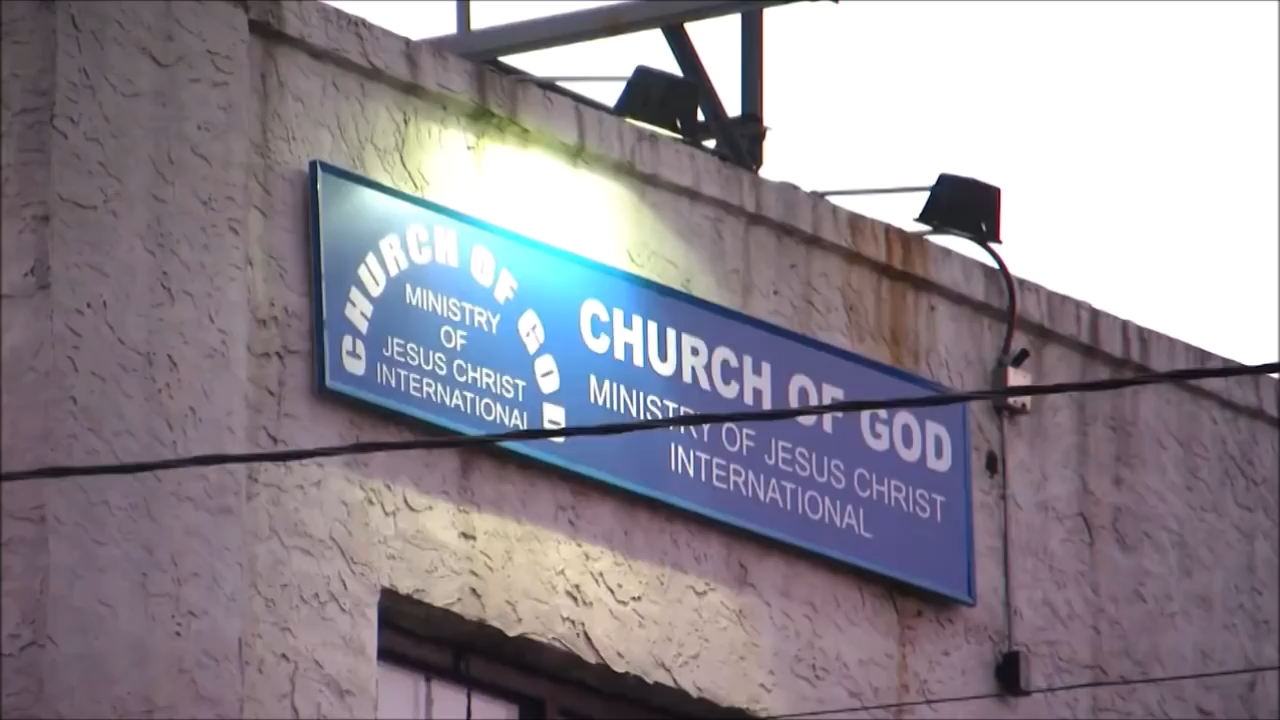 CHURCH OF GOD
MINISTRY
OF
JESUS CHRIST
INTERNATIONAL
CHURCH OF GOD
MINISTRY OF JESUS CHRIST
INTERNATIONAL